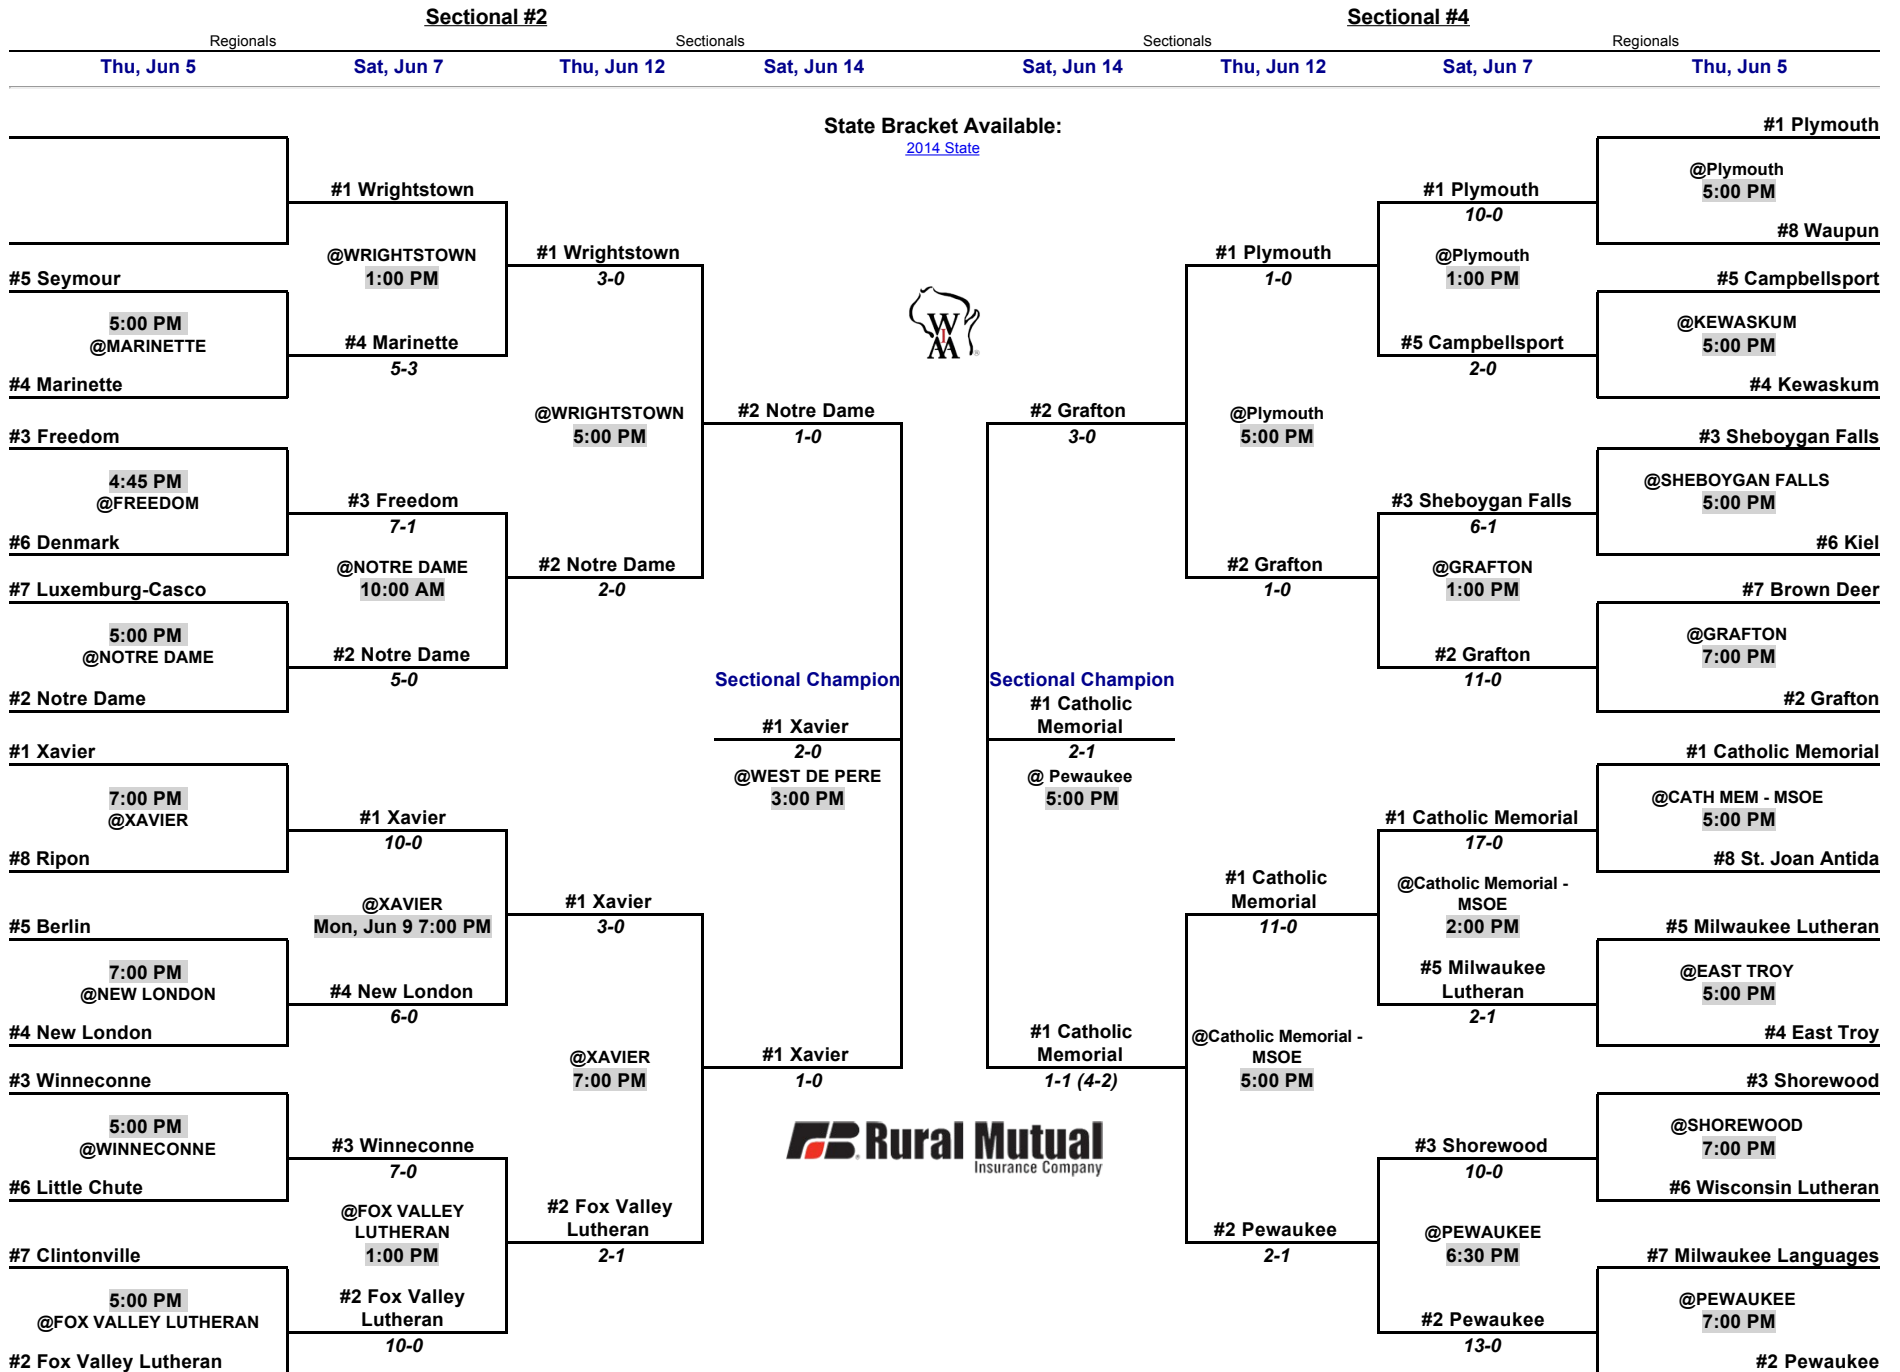 Sectional #2
Sectional #4
Regionals
Sectionals
Sectionals
Regionals
Thu, Jun 5
Sat, Jun 7
Thu, Jun 12
Sat, Jun 14
Sat, Jun 14
Thu, Jun 12
Sat, Jun 7
Thu, Jun 5
State Bracket Available:
2014 State
#1 Wrightstown
@WRIGHTSTOWN
1:00 PM
#5 Seymour
5:00 PM
@MARINETTE
#4 Marinette
#4 Marinette
5-3
#1 Wrightstown
3-0
@WRIGHTSTOWN
5:00 PM
#3 Freedom
4:45 PM
@FREEDOM
#6 Denmark
#3 Freedom
7-1
@NOTRE DAME
10:00 AM
#7 Luxemburg-Casco
5:00 PM
@NOTRE DAME
#2 Notre Dame
#2 Notre Dame
5-0
#2 Notre Dame
2-0
#2 Notre Dame
1-0
Sectional Champion
#1 Xavier
2-0
@WEST DE PERE
3:00 PM
#1 Xavier
7:00 PM
@XAVIER
#8 Ripon
#1 Xavier
10-0
@XAVIER
Mon, Jun 9 7:00 PM
#5 Berlin
7:00 PM
@NEW LONDON
#4 New London
#4 New London
6-0
#1 Xavier
3-0
@XAVIER
7:00 PM
#1 Xavier
1-0
#3 Winneconne
5:00 PM
@WINNECONNE
#6 Little Chute
#3 Winneconne
7-0
@FOX VALLEY
LUTHERAN
1:00 PM
#7 Clintonville
5:00 PM
@FOX VALLEY LUTHERAN
#2 Fox Valley Lutheran
#2 Fox Valley
Lutheran
10-0
#2 Fox Valley
Lutheran
2-1
WIAA
Rural Mutual
Insurance Company
#1 Plymouth
@Plymouth
5:00 PM
#8 Waupun
#1 Plymouth
10-0
@Plymouth
1:00 PM
#5 Campbellsport
@KEWASKUM
5:00 PM
#4 Kewaskum
#5 Campbellsport
2-0
#1 Plymouth
1-0
@Plymouth
5:00 PM
#2 Grafton
3-0
#3 Sheboygan Falls
@SHEBOYGAN FALLS
5:00 PM
#6 Kiel
#3 Sheboygan Falls
6-1
@GRAFTON
1:00 PM
#7 Brown Deer
@GRAFTON
7:00 PM
#2 Grafton
#2 Grafton
11-0
#2 Grafton
1-0
Sectional Champion
#1 Catholic
Memorial
2-1
@ Pewaukee
5:00 PM
#1 Catholic Memorial
@CATH MEM - MSOE
5:00 PM
#8 St. Joan Antida
#1 Catholic Memorial
17-0
@Catholic Memorial -
MSOE
2:00 PM
#5 Milwaukee Lutheran
@EAST TROY
5:00 PM
#4 East Troy
#5 Milwaukee
Lutheran
2-1
#1 Catholic
Memorial
11-0
@Catholic Memorial -
MSOE
5:00 PM
#1 Catholic
Memorial
1-1 (4-2)
#3 Shorewood
@SHOREWOOD
7:00 PM
#6 Wisconsin Lutheran
#3 Shorewood
10-0
@PEWAUKEE
6:30 PM
#7 Milwaukee Languages
@PEWAUKEE
7:00 PM
#2 Pewaukee
#2 Pewaukee
13-0
#2 Pewaukee
2-1